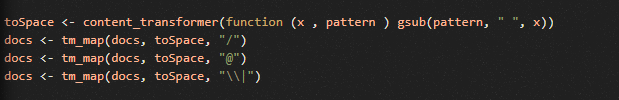 toSpace <- content_transformer(function (x , pattern ) gsub(pattern, " ", x))
docs <- tm_map(docs, toSpace, "/")
docs <- tm_map(docs, toSpace, "@")
docs <- tm_map(docs, toSpace, "\\|")